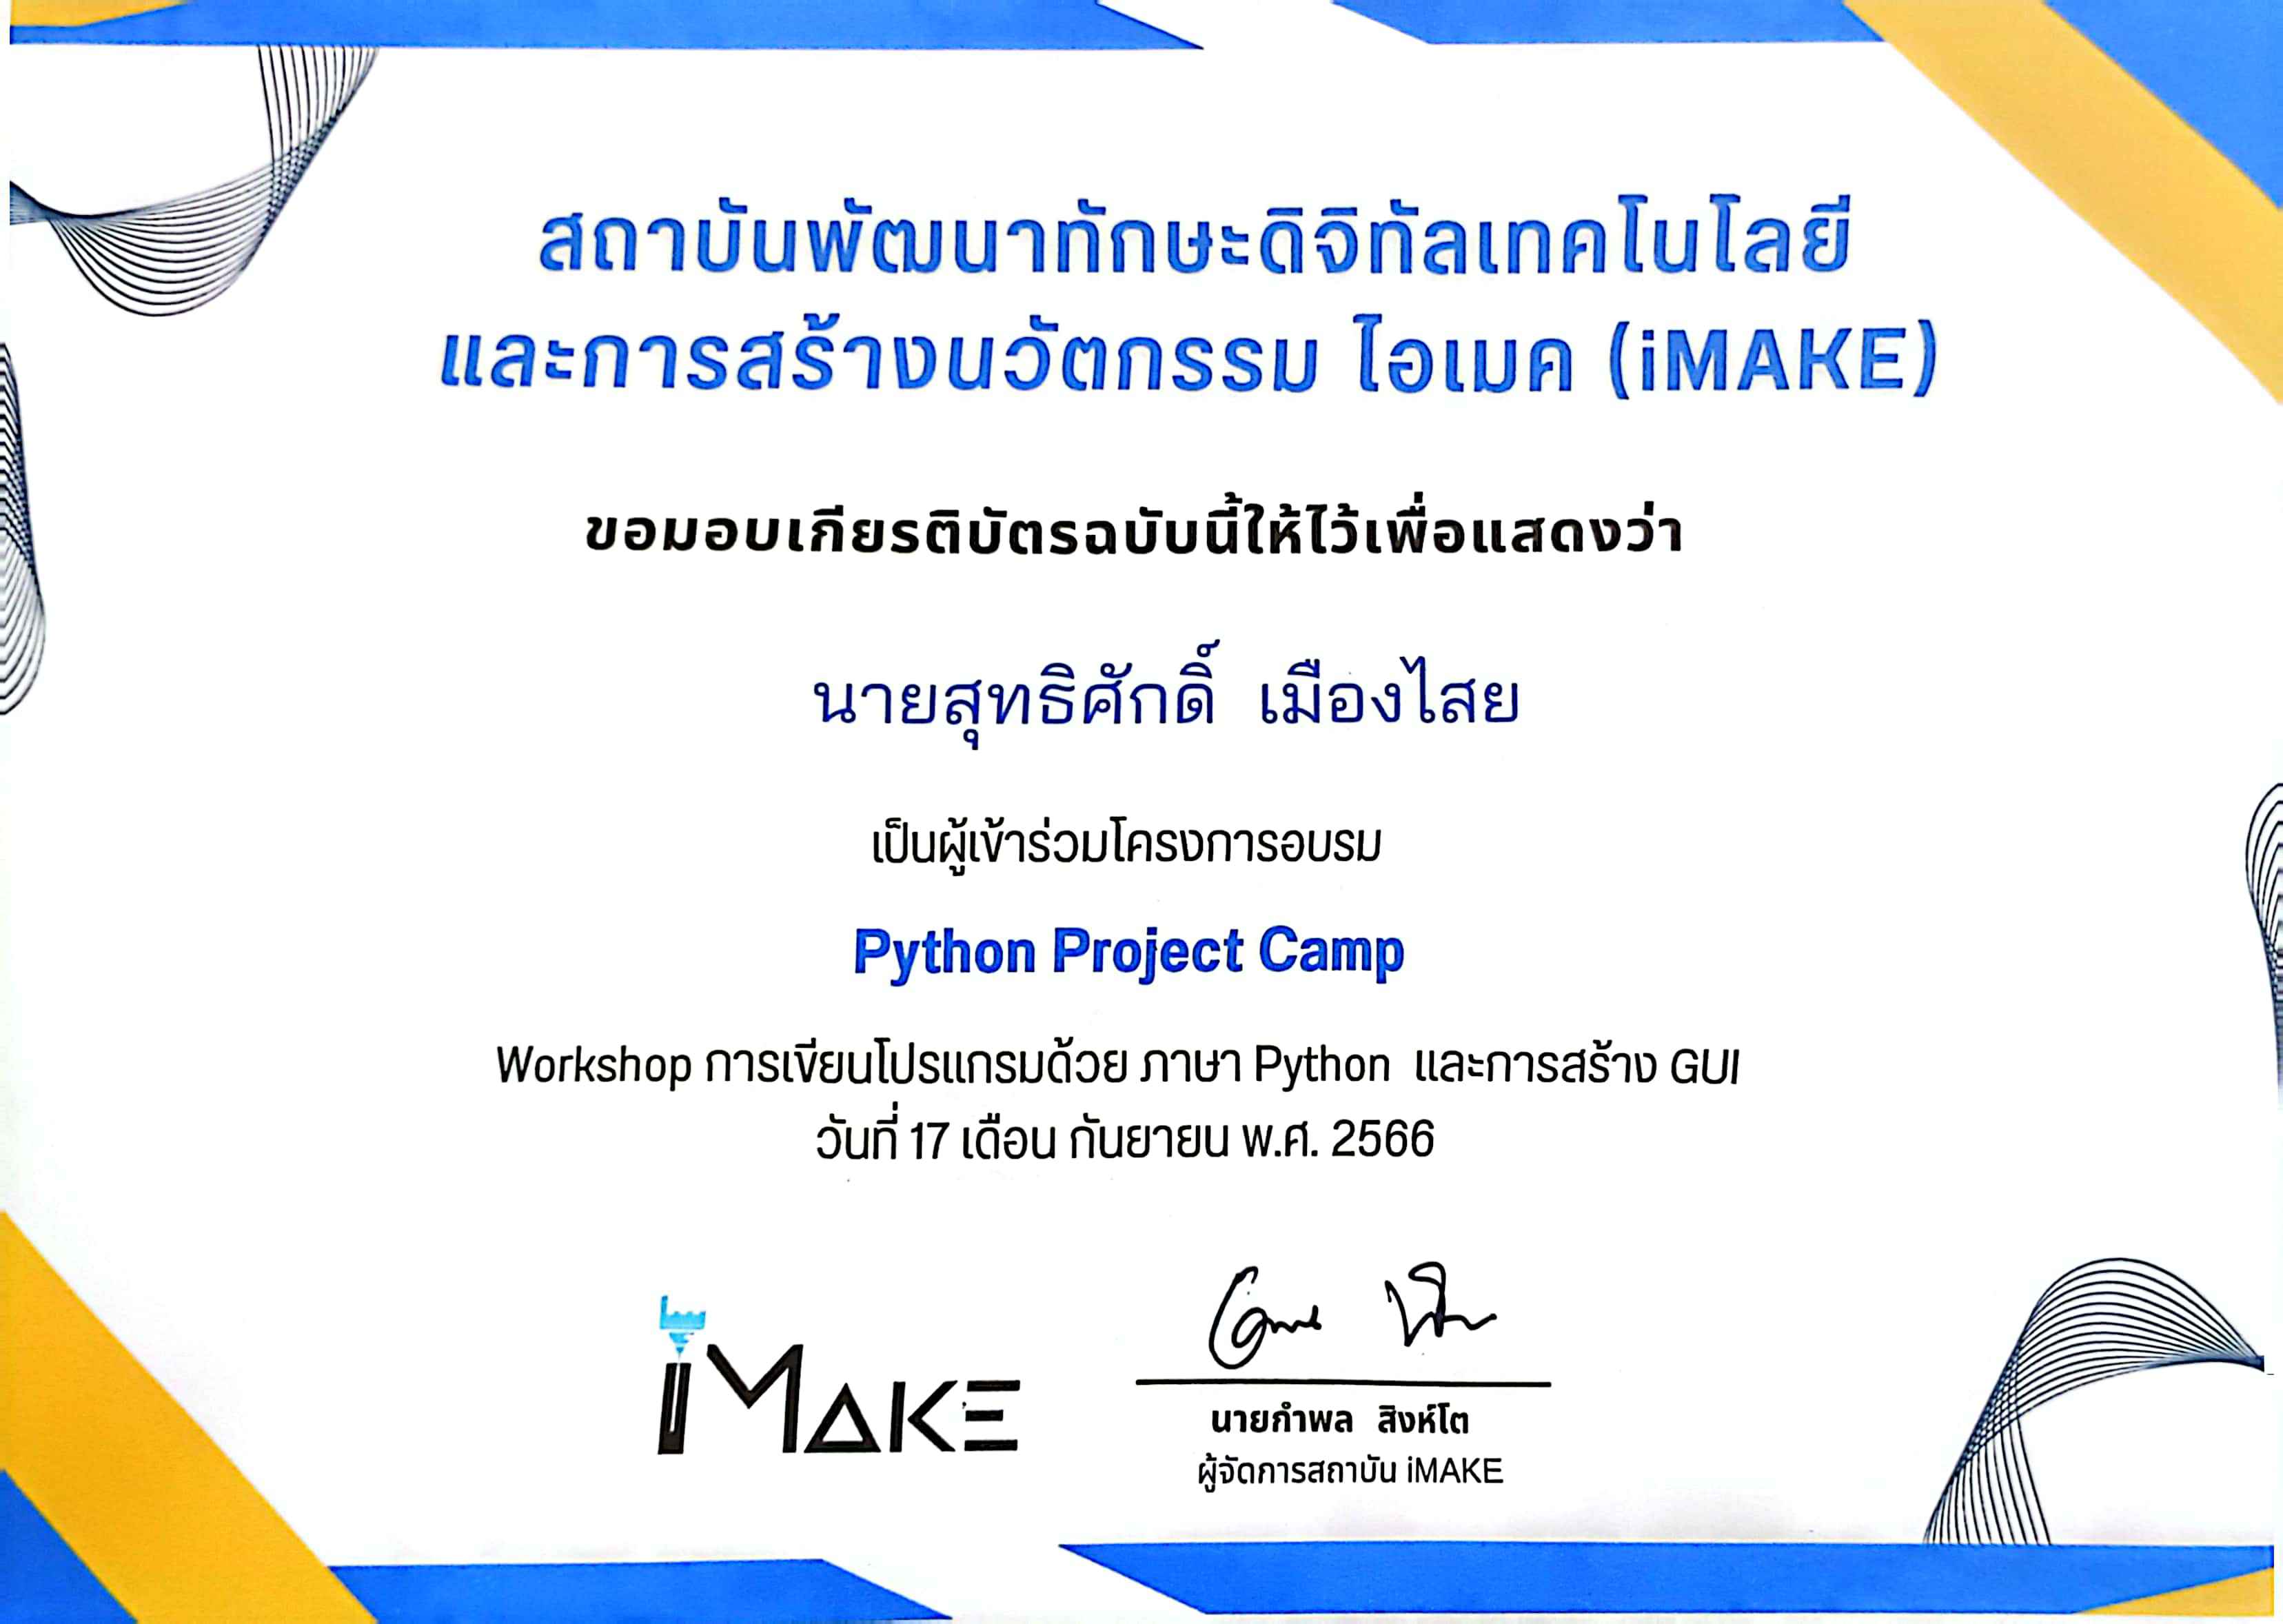 สถาบันพัฒนาทักษะดิจิทัลเทคโนโลยี
และการสร้างนวัตกรรม ไอเมค (iMAKE)
ขอมอบเกียรติบัตรฉบับนี้ให้ไว้เพื่อแสดงว่า
นายสุทธิศักดิ์ เมืองไสย
เป็นผู้เข้าร่วมโครงการอบรม
Python Project Camp
Workshop การเขียนโปรแกรมด้วย ภาษา Python และการสร้าง GUI
วันที่ 17 เดือน กันยายน พ.ศ. 2566
iMAKE
นายกำพล สิงห์โต
ผู้จัดการสถาบัน iMAKE